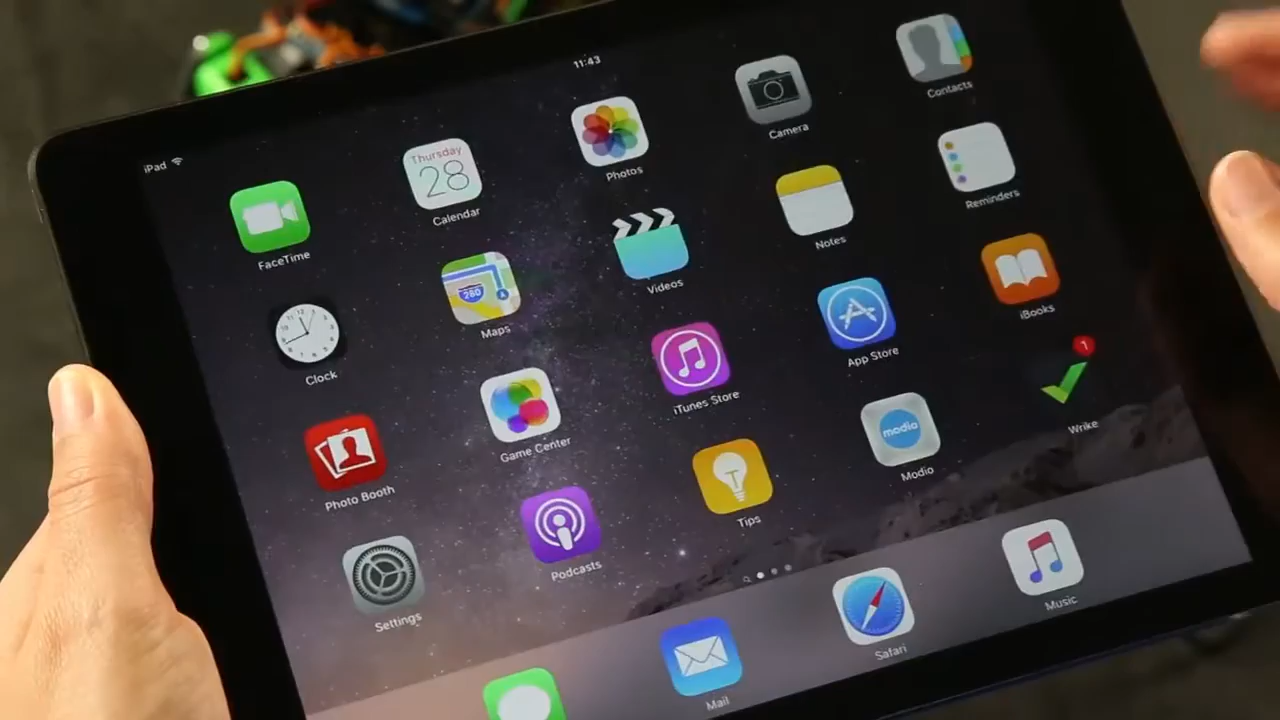 iPad
11:43
FaceTime
Thursday
28
Calendar
Photos
Camera
Contacts
Clock
280
Maps
Videos
Notes
Reminders
Photo Booth
Game Center
iTunes Store
App Store
iBooks
Settings
Podcasts
Tips
modio
Modio
1
Wrike
Mail
Safari
Music